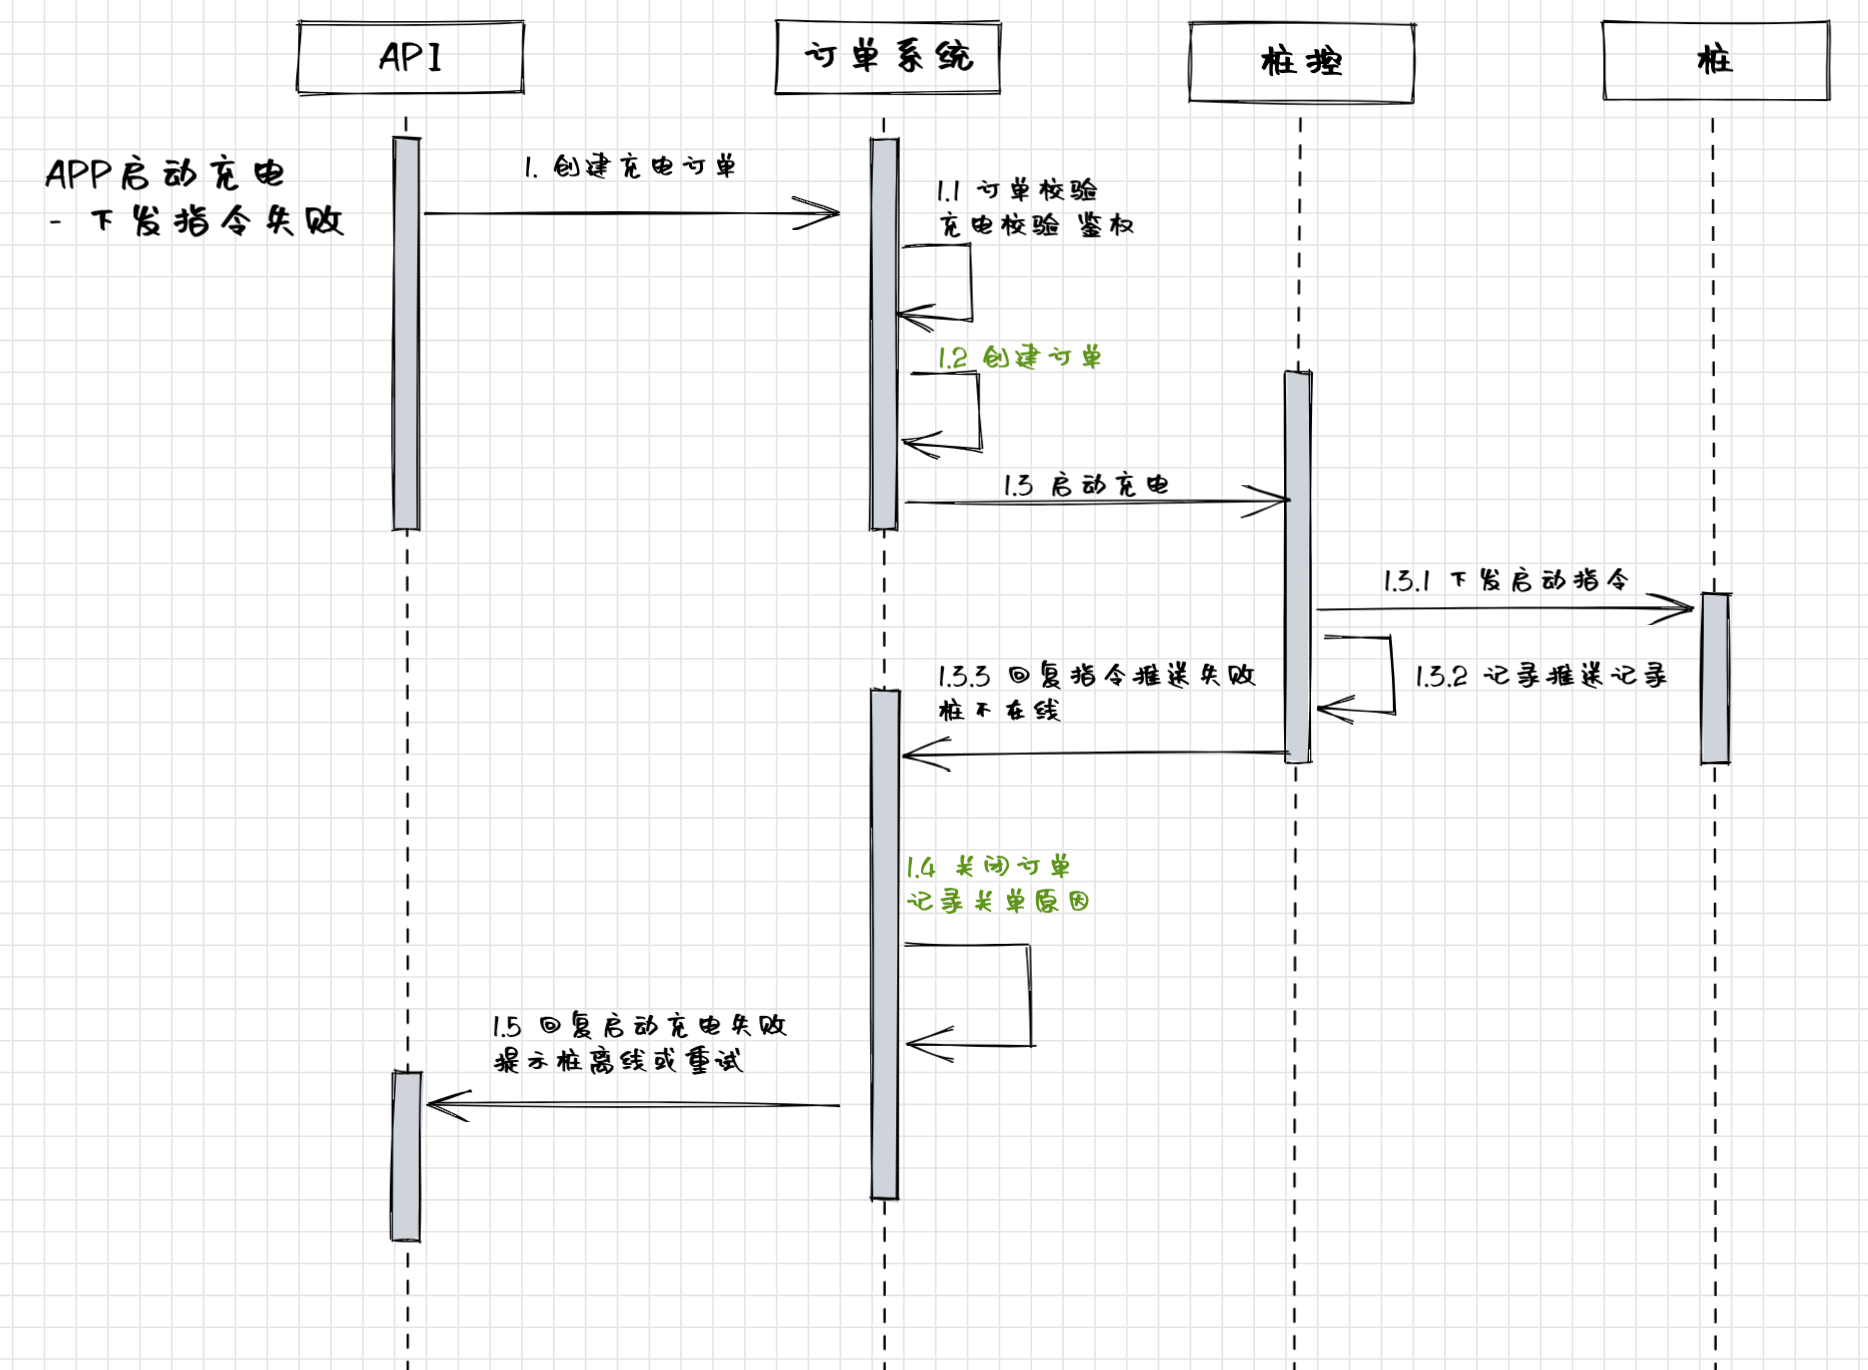 API
订单系统
桩控
桩
APP启动充电
- 下发指令失败
1. 创建充电订单
1.1 订单校验
充电校验 鉴权
1.2 创建订单
1.3 启动充电
1.3.1 下发启动指令
1.3.2 记录推送记录
1.3.3 回复指令推送失败
桩不在线
1.4 关闭订单
记录关单原因
1.5 回复启动充电失败
提示桩离线或重试